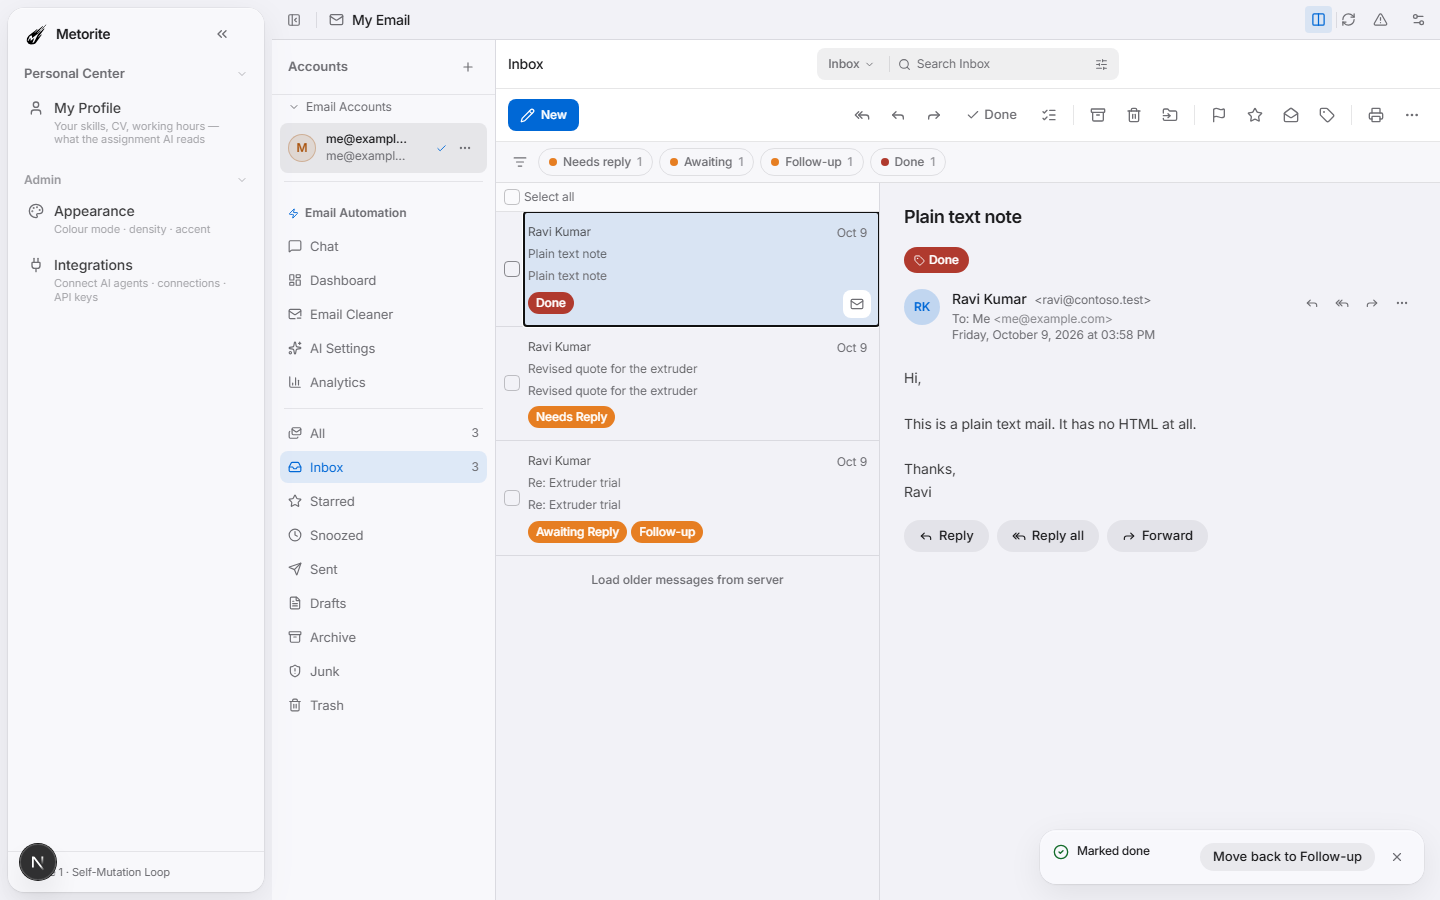 Metorite
Personal Center
My Profile
Your skills, CV, working hours —
what the assignment AI reads
Admin
Appearance
Colour mode · density · accent
Integrations
Connect AI agents · connections ·
API keys
N
1 · Self-Mutation Loop
My Email
Accounts
Email Accounts
M
me@exampl...
me@exampl...
Email Automation
Chat
Dashboard
Email Cleaner
AI Settings
Analytics
All 3
Inbox 3
Starred
Snoozed
Sent
Drafts
Archive
Junk
Trash
Inbox
Inbox
Search Inbox
New
Done
Needs reply 1
Awaiting 1
Follow-up 1
Done 1
Select all
Ravi Kumar Oct 9
Plain text note
Plain text note
Done
Ravi Kumar Oct 9
Revised quote for the extruder
Revised quote for the extruder
Needs Reply
Ravi Kumar Oct 9
Re: Extruder trial
Re: Extruder trial
Awaiting Reply Follow-up
Load older messages from server
Plain text note
Done
RK
Ravi Kumar <ravi@contoso.test>
To: Me <me@example.com>
Friday, October 9, 2026 at 03:58 PM
Hi,
This is a plain text mail. It has no HTML at all.
Thanks,
Ravi
Reply
Reply all
Forward
Marked done
Move back to Follow-up